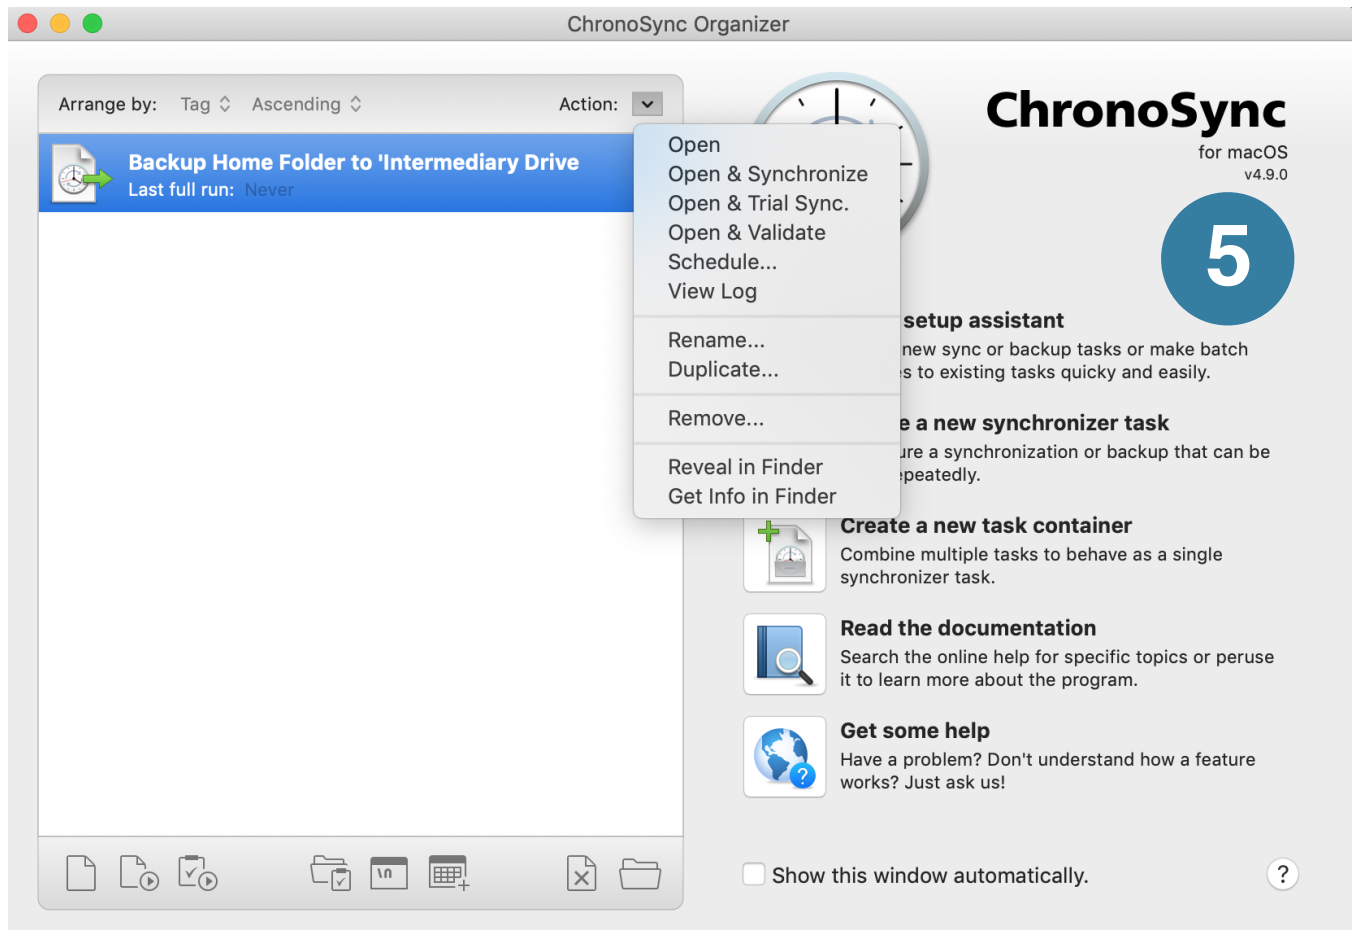 ChronoSync Organizer
Arrange by: Tag Ascending Action:
Backup Home Folder to 'Intermediary Drive
Last full run: Never
Open
Open & Synchronize
Open & Trial Sync.
Open & Validate
Schedule...
View Log
Rename...
Duplicate...
Remove...
Reveal in Finder
Get Info in Finder
ChronoSync
for macOS
v4.9.0
5
setup assistant
new sync or backup tasks or make batch
s to existing tasks quicky and easily.
e a new synchronizer task
ure a synchronization or backup that can be
epeatedly.
Create a new task container
Combine multiple tasks to behave as a single
synchronizer task.
Read the documentation
Search the online help for specific topics or peruse
it to learn more about the program.
Get some help
Have a problem? Don't understand how a feature
works? Just ask us!
?
Show this window automatically.
?